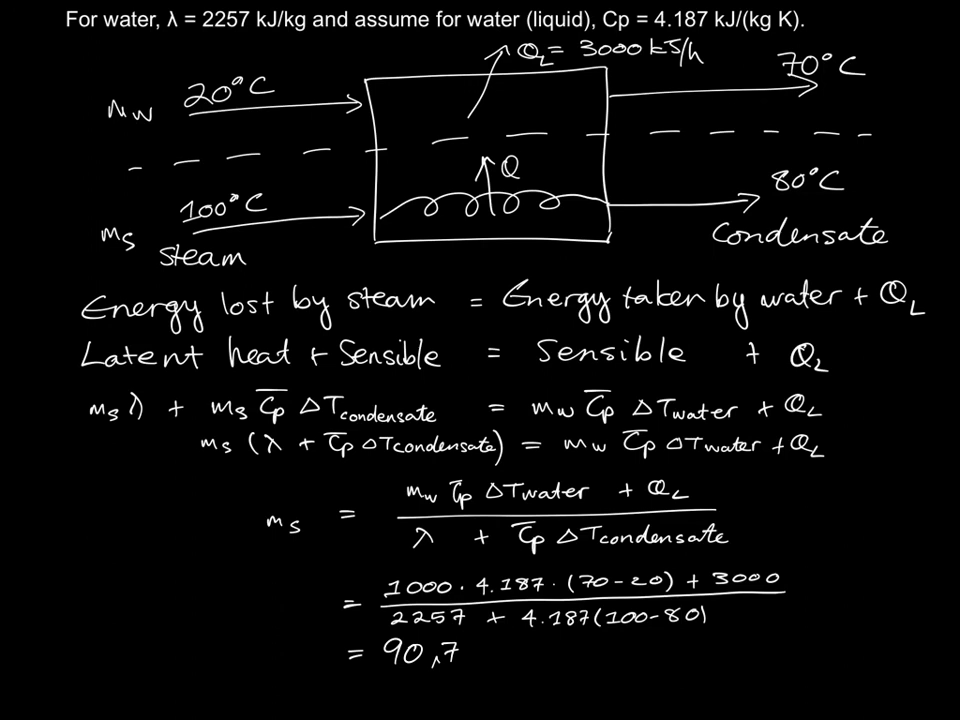 For water, λ = 2257 kJ/kg and assume for water (liquid), Cp = 4.187 kJ/(kg K).
Q_L = 3000 kJ/h
70°C
20°C
m_w
Q
80°C
100°C
m_s
steam
Condensate
Energy lost by steam = Energy taken by water + Q_L
Latent heat + Sensible = Sensible + Q_L
m_s λ + m_s C̅p ΔT_condensate = m_w C̅p ΔT_water + Q_L
m_s (λ + C̅p ΔT_condensate) = m_w C̅p ΔT_water + Q_L
m_s = (m_w C̅p ΔT_water + Q_L) / (λ + C̅p ΔT_condensate)
= (1000 · 4.187 · (70-20) + 3000) / (2257 + 4.187(100-80))
= 90,7